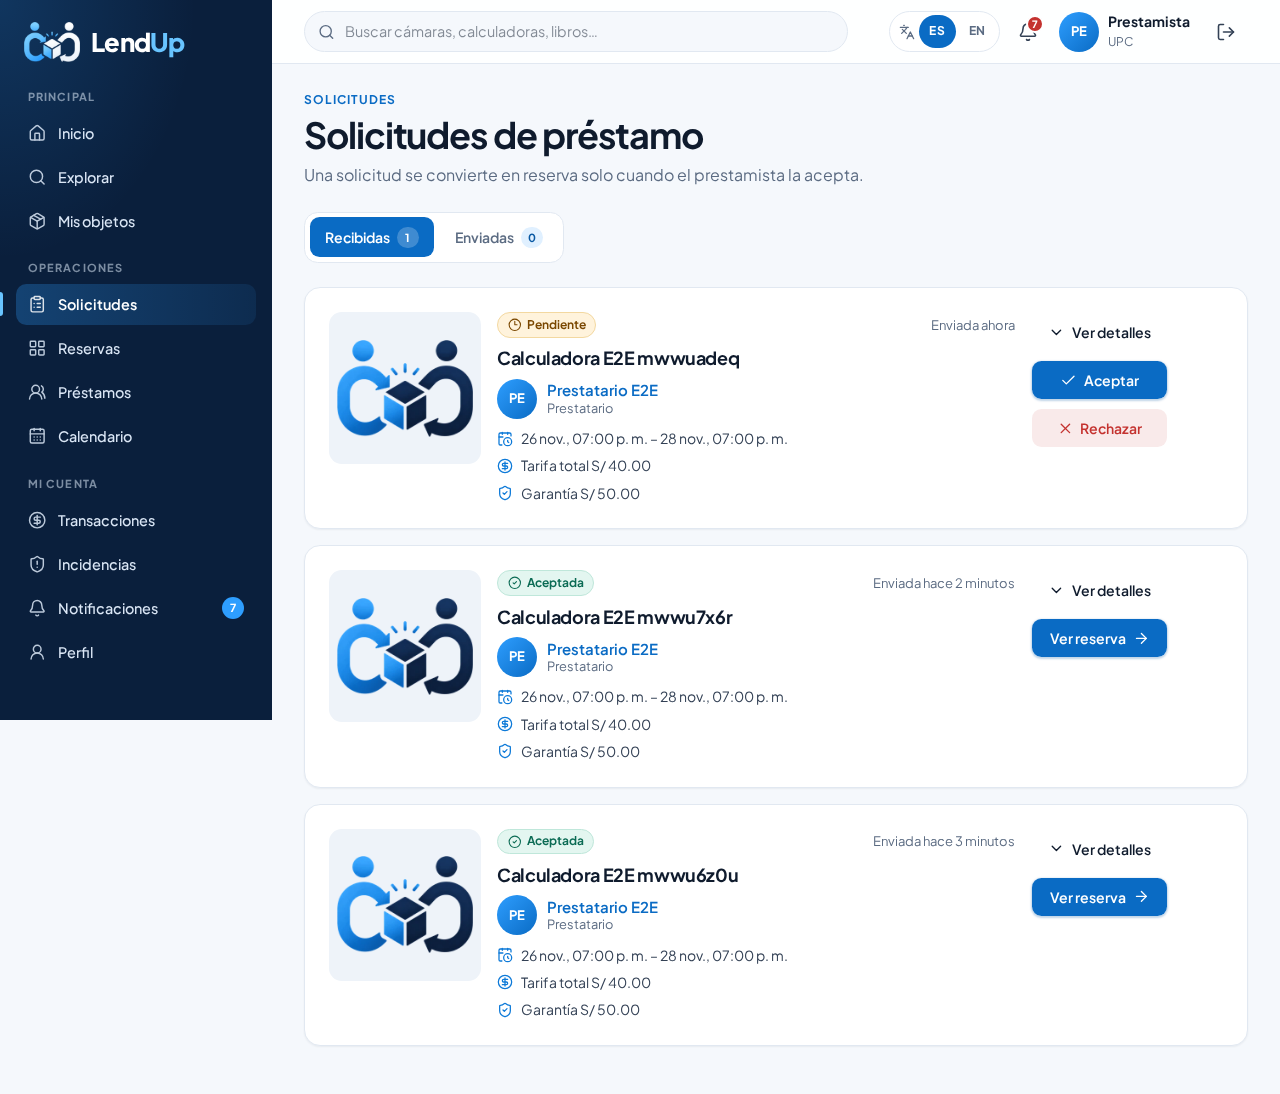 LendUp
PRINCIPAL
Inicio
Explorar
Mis objetos
OPERACIONES
Solicitudes
Reservas
Préstamos
Calendario
MI CUENTA
Transacciones
Incidencias
Notificaciones 7
Perfil
Buscar cámaras, calculadoras, libros...
ES EN
7
PE
Prestamista
UPC
SOLICITUDES
Solicitudes de préstamo
Una solicitud se convierte en reserva solo cuando el prestamista la acepta.
Recibidas 1 Enviadas 0
Pendiente Enviada ahora
Calculadora E2E mwwuadeq
PE
Prestatario E2E
Prestatario
26 nov., 07:00 p. m. – 28 nov., 07:00 p. m.
Tarifa total S/ 40.00
Garantía S/ 50.00
Ver detalles
Aceptar
Rechazar
Aceptada Enviada hace 2 minutos
Calculadora E2E mwwu7x6r
PE
Prestatario E2E
Prestatario
26 nov., 07:00 p. m. – 28 nov., 07:00 p. m.
Tarifa total S/ 40.00
Garantía S/ 50.00
Ver detalles
Ver reserva
Aceptada Enviada hace 3 minutos
Calculadora E2E mwwu6z0u
PE
Prestatario E2E
Prestatario
26 nov., 07:00 p. m. – 28 nov., 07:00 p. m.
Tarifa total S/ 40.00
Garantía S/ 50.00
Ver detalles
Ver reserva